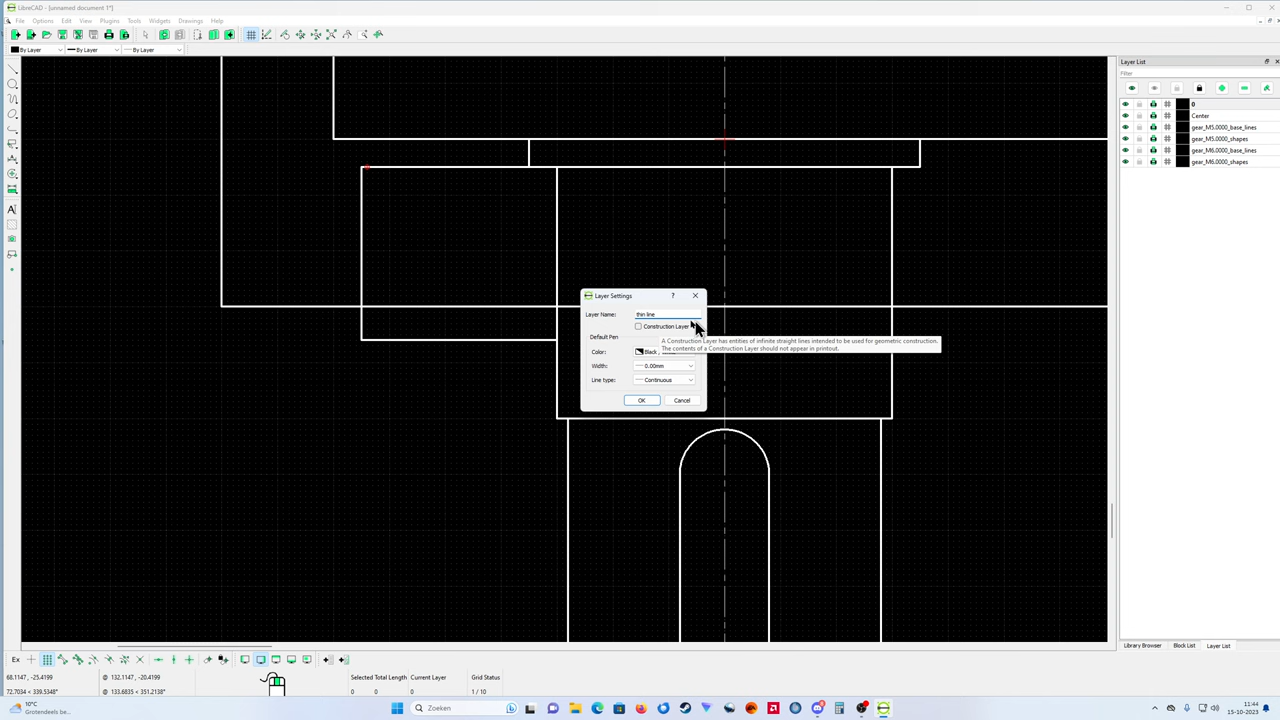 LibreCAD - [unnamed document 1*]
File Options Edit View Plugins Tools Widgets Drawings Help
By Layer By Layer By Layer
Layer List
Filter
0
Center
gear_M5.0000_base_lines
gear_M5.0000_shapes
gear_M6.0000_base_lines
gear_M6.0000_shapes
Layer Settings ?
Layer Name: thin line
Construction Layer
A Construction Layer has entities of infinite straight lines intended to be used for geometric construction.
The contents of a Construction Layer should not appear in printout.
Default Pen
Color: Black
Width: 0.00mm
Line type: Continuous
OK Cancel
Library Browser Block List Layer List
Ex
68.1147 , -25.4199 @ 132.1147 , -20.4199 Selected Total Length Current Layer Grid Status
72.7034 < 339.5348° @ 133.6835 < 351.2138° 0 0 0 1 / 10
10°C
Grotendeels be...
Zoeken
11:44
15-10-2023